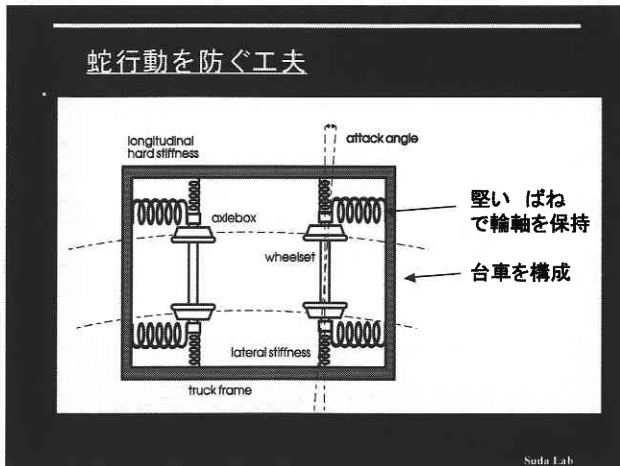 蛇行動を防ぐ工夫
longitudinal
hard stiffness
attack angle
axlebox
wheelset
lateral stiffness
truck frame
堅い ばね
で輪軸を保持
台車を構成
Suda Lab